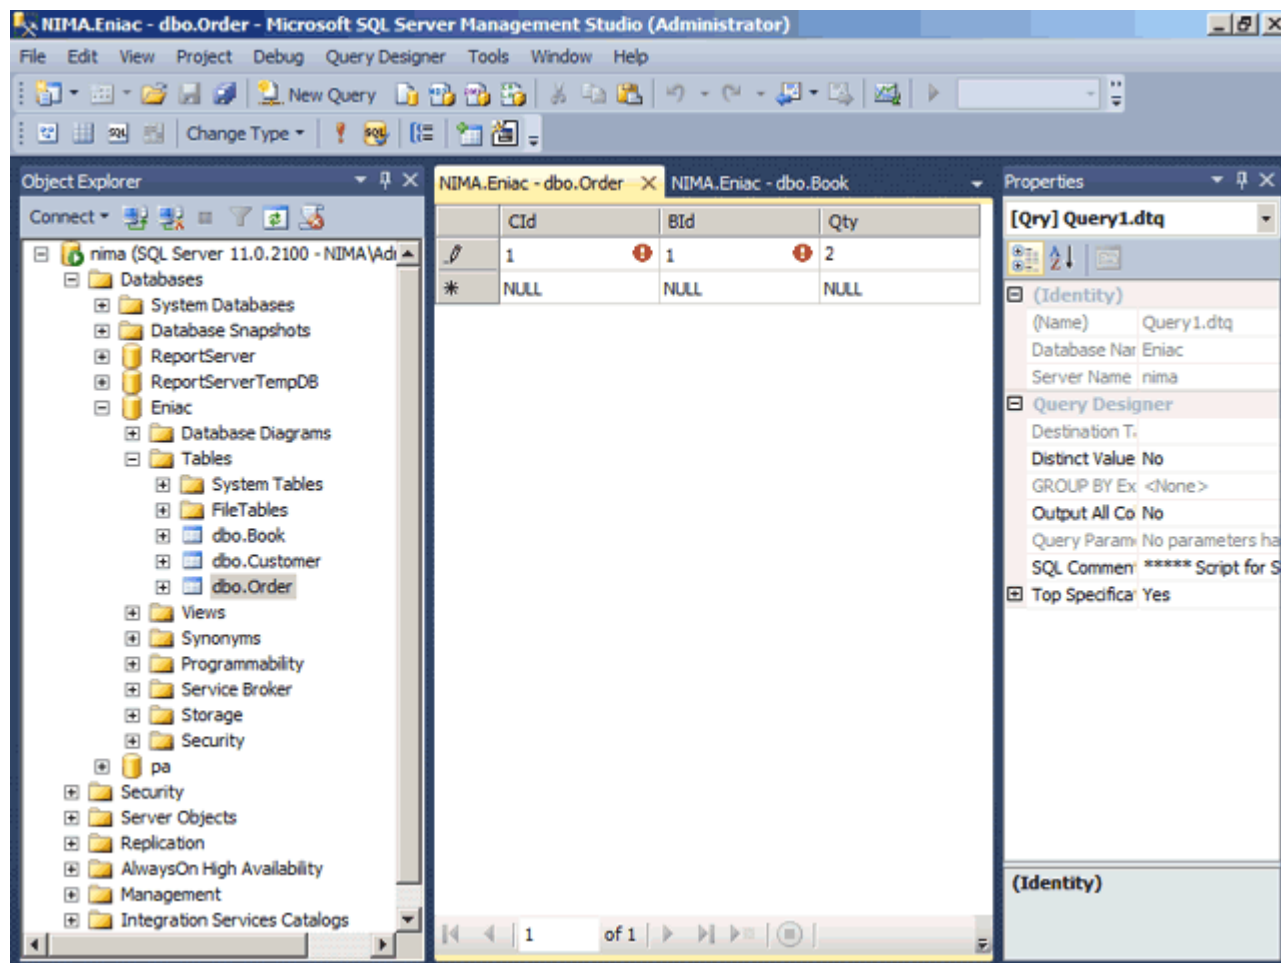 NIMA.Eniac - dbo.Order - Microsoft SQL Server Management Studio (Administrator)
File Edit View Project Debug Query Designer Tools Window Help
New Query
Change Type
Object Explorer
Connect
nima (SQL Server 11.0.2100 - NIMA\Adı
Databases
System Databases
Database Snapshots
ReportServer
ReportServerTempDB
Eniac
Database Diagrams
Tables
System Tables
FileTables
dbo.Book
dbo.Customer
dbo.Order
Views
Synonyms
Programmability
Service Broker
Storage
Security
pa
Security
Server Objects
Replication
AlwaysOn High Availability
Management
Integration Services Catalogs
NIMA.Eniac - dbo.Order NIMA.Eniac - dbo.Book
CId BId Qty
1 1 2
NULL NULL NULL
1 of 1
Properties
[Qry] Query1.dtq
(Identity)
(Name) Query1.dtq
Database Nar Eniac
Server Name nima
Query Designer
Destination T
Distinct Value No
GROUP BY Ex <None>
Output All Co No
Query Param No parameters ha
SQL Commen ***** Script for S
Top Specifica Yes
(Identity)